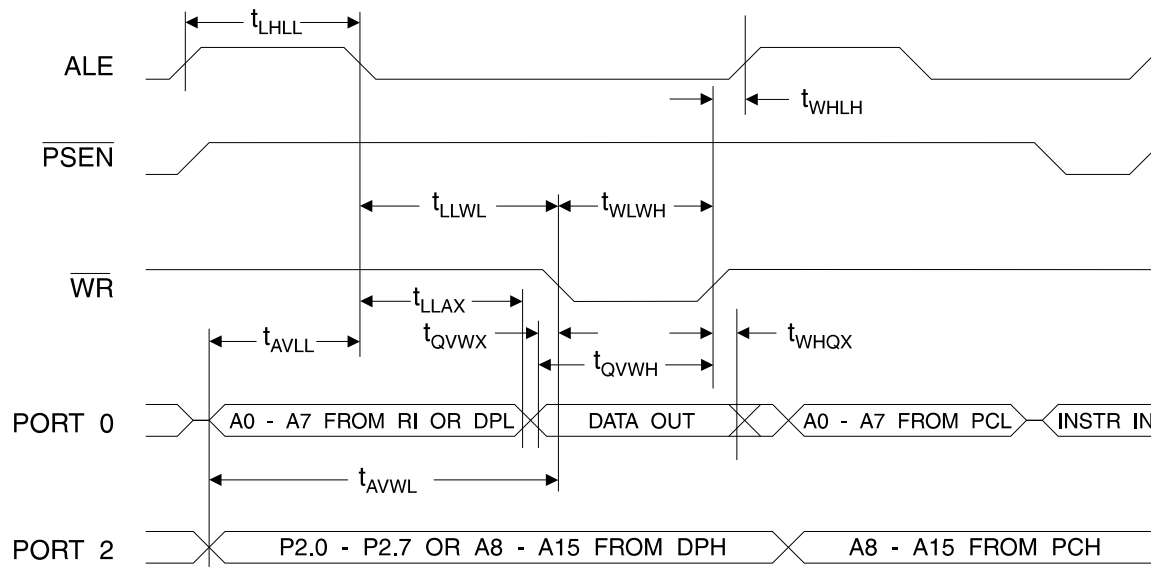 tLHLL
ALE
tWHLH
PSEN
tLLWL
tWLWH
WR
tLLAX
tAVLL
tQVWX
tWHQX
tQVWH
PORT 0
A0 - A7 FROM RI OR DPL
DATA OUT
A0 - A7 FROM PCL
INSTR IN
tAVWL
PORT 2
P2.0 - P2.7 OR A8 - A15 FROM DPH
A8 - A15 FROM PCH